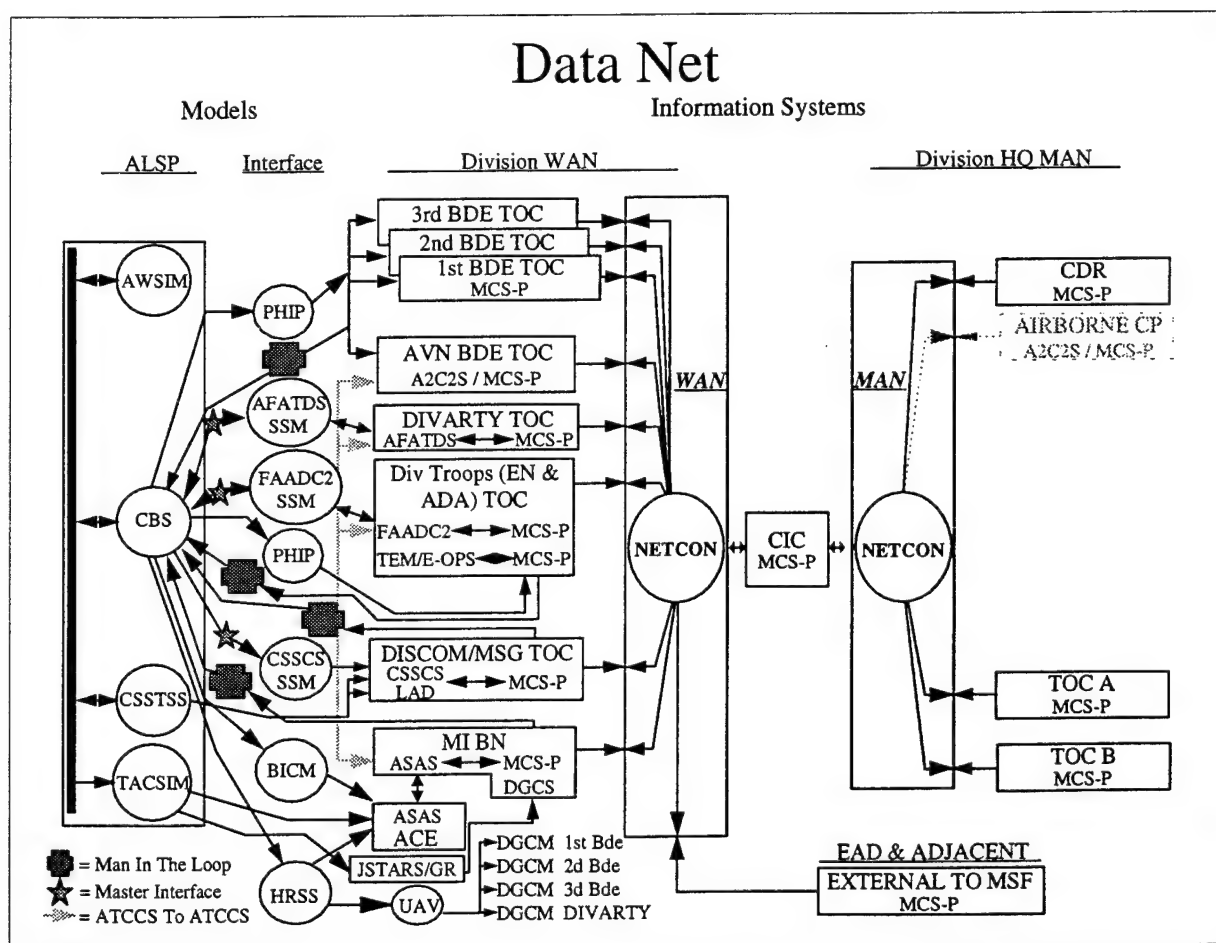 Data Net
Models
Information Systems
ALSP
Interface
Division WAN
Division HQ MAN
AWSIM
CBS
CSSTSS
TACSIM
PHIP
AFATDS
SSM
FAADC2
SSM
PHIP
CSSCS
SSM
BICM
HRSS
UAV
3rd BDE TOC
2nd BDE TOC
1st BDE TOC
MCS-P
AVN BDE TOC
A2C2S / MCS-P
DIVARTY TOC
AFATDS MCS-P
Div Troops (EN &
ADA) TOC
FAADC2 MCS-P
TEM/E-OPS MCS-P
DISCOM/MSG TOC
CSSCS MCS-P
LAD
MI BN
ASAS MCS-P
DGCS
ASAS
ACE
JSTARS/GR
DGCM 1st Bde
DGCM 2d Bde
DGCM 3d Bde
DGCM DIVARTY
WAN
NETCON
CIC
MCS-P
MAN
NETCON
CDR
MCS-P
AIRBORNE CP
A2C2S / MCS-P
TOC A
MCS-P
TOC B
MCS-P
EAD & ADJACENT
EXTERNAL TO MSF
MCS-P
= Man In The Loop
= Master Interface
= ATCCS To ATCCS